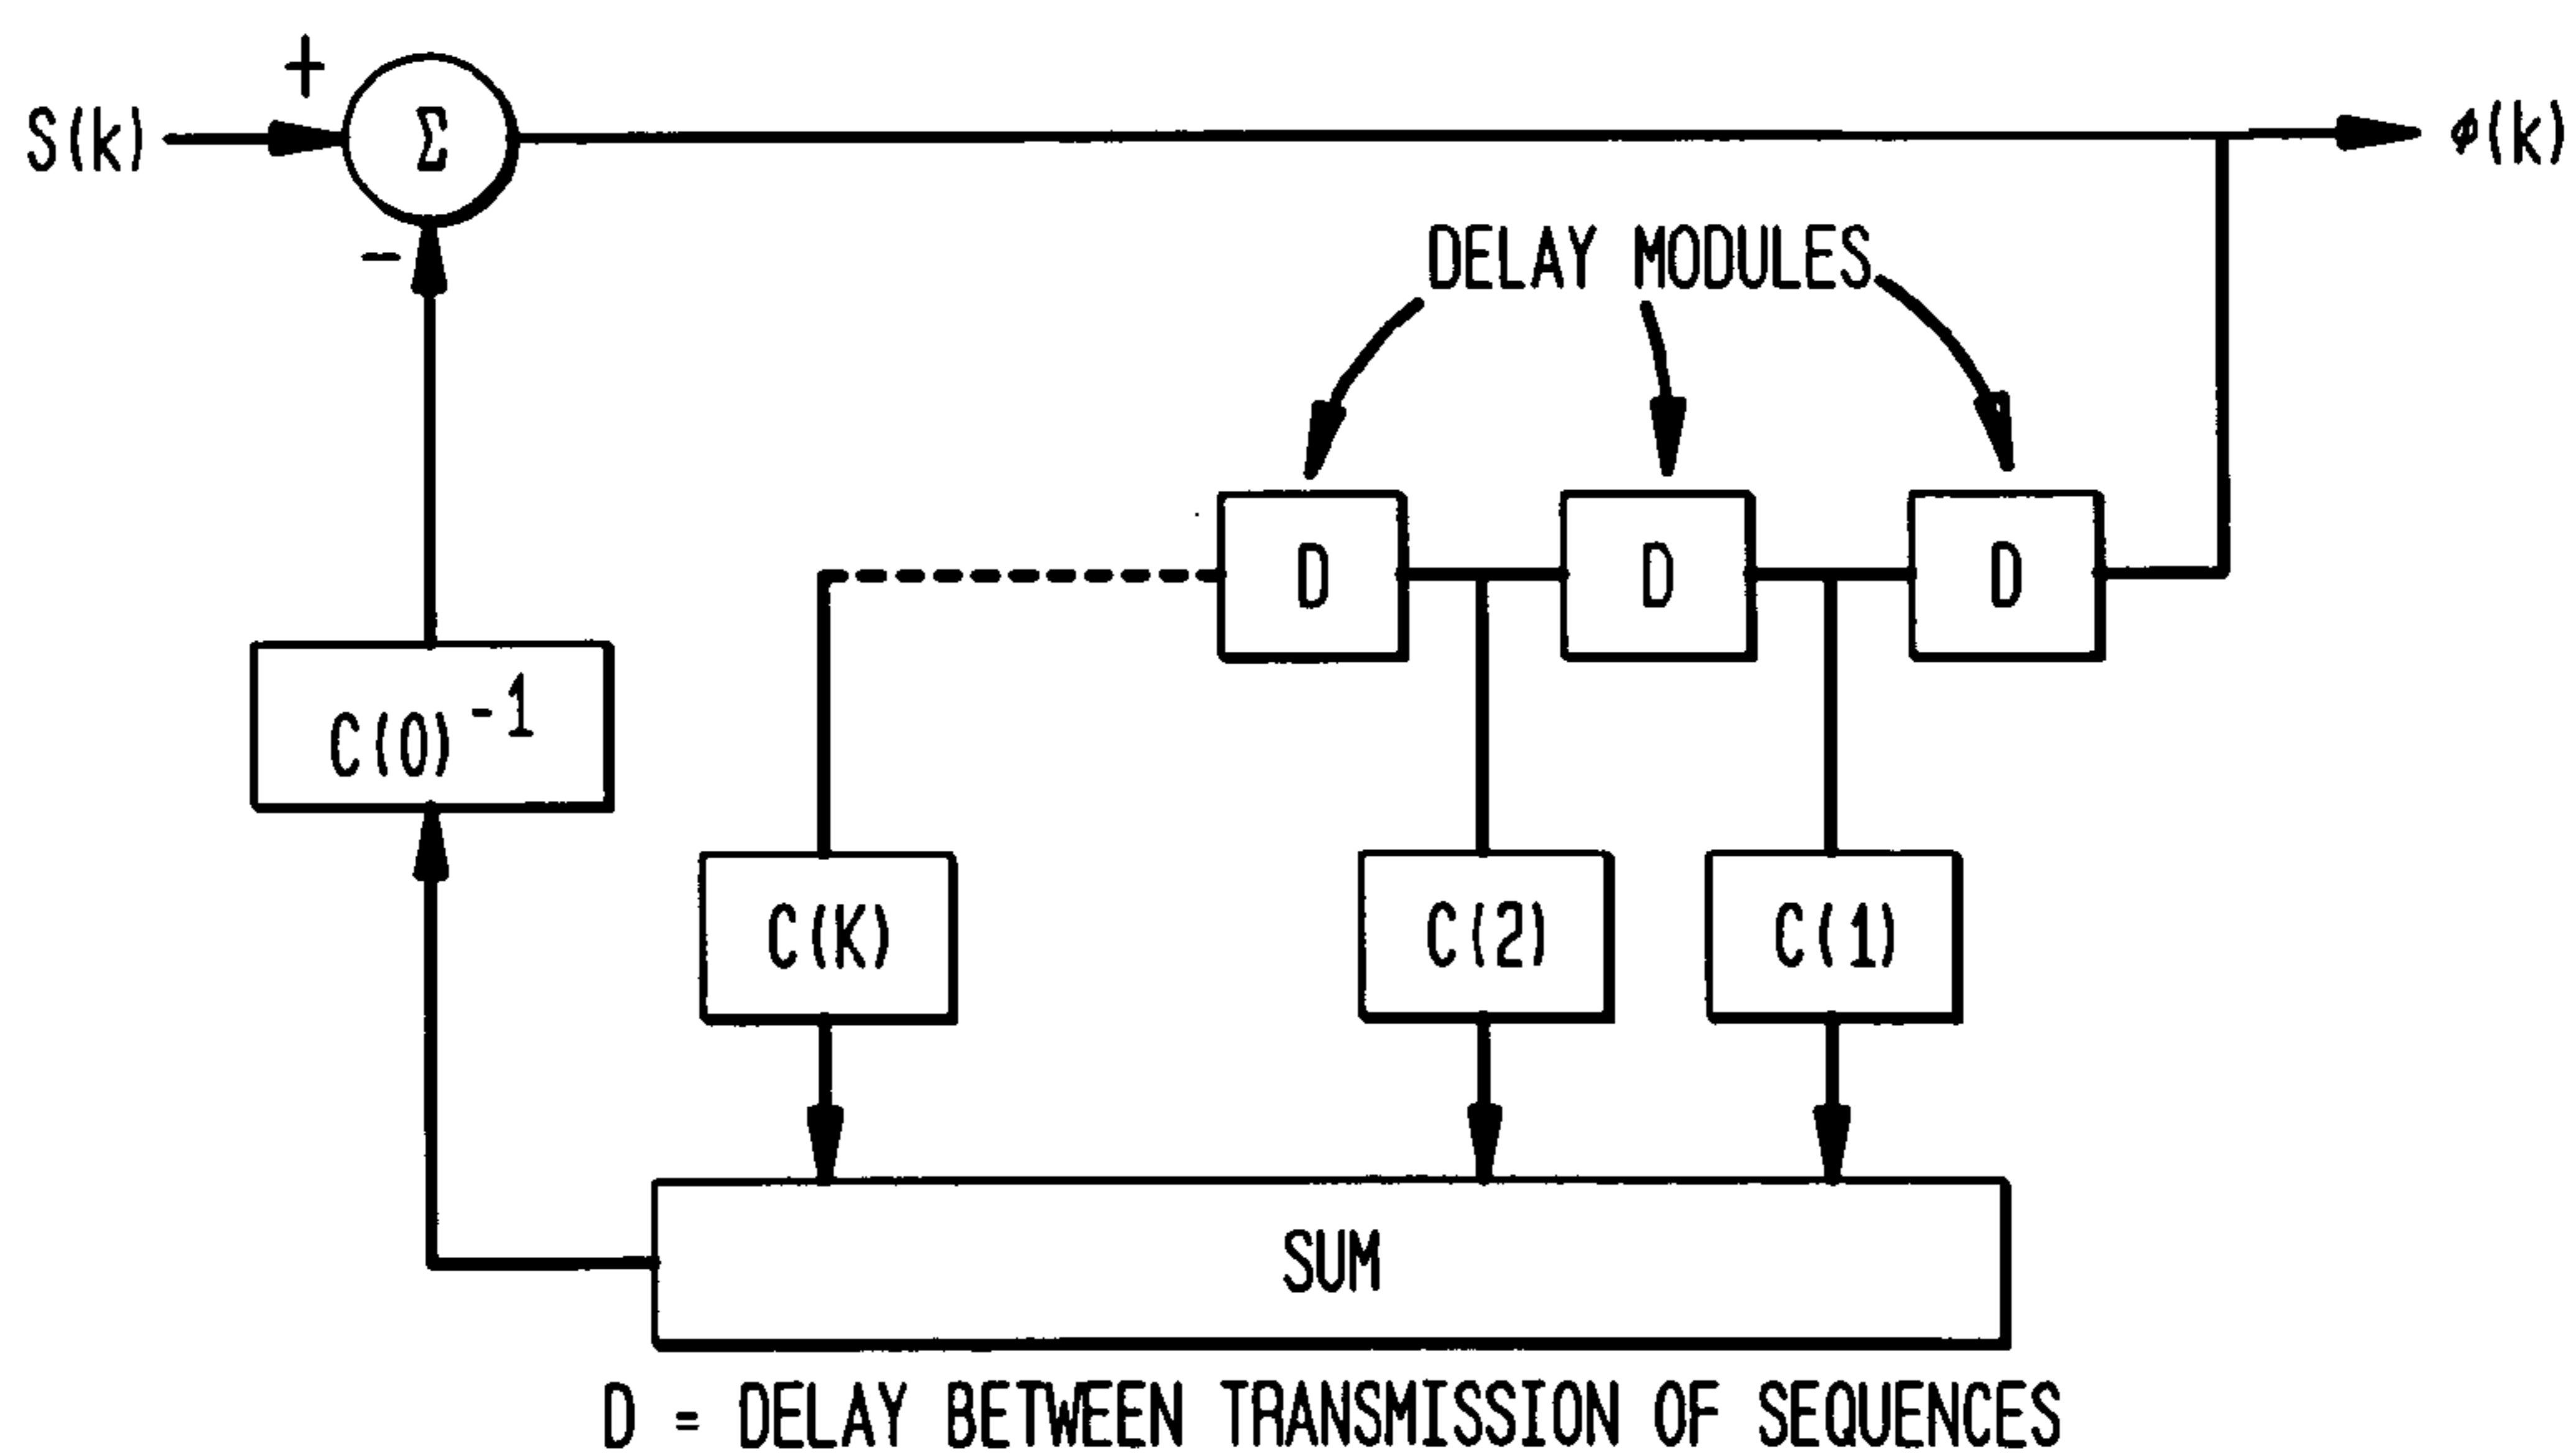 +
S(k)
Σ
ϕ(k)
-
DELAY MODULES
D
D
D
C(0)⁻¹
C(K)
C(2)
C(1)
SUM
D = DELAY BETWEEN TRANSMISSION OF SEQUENCES